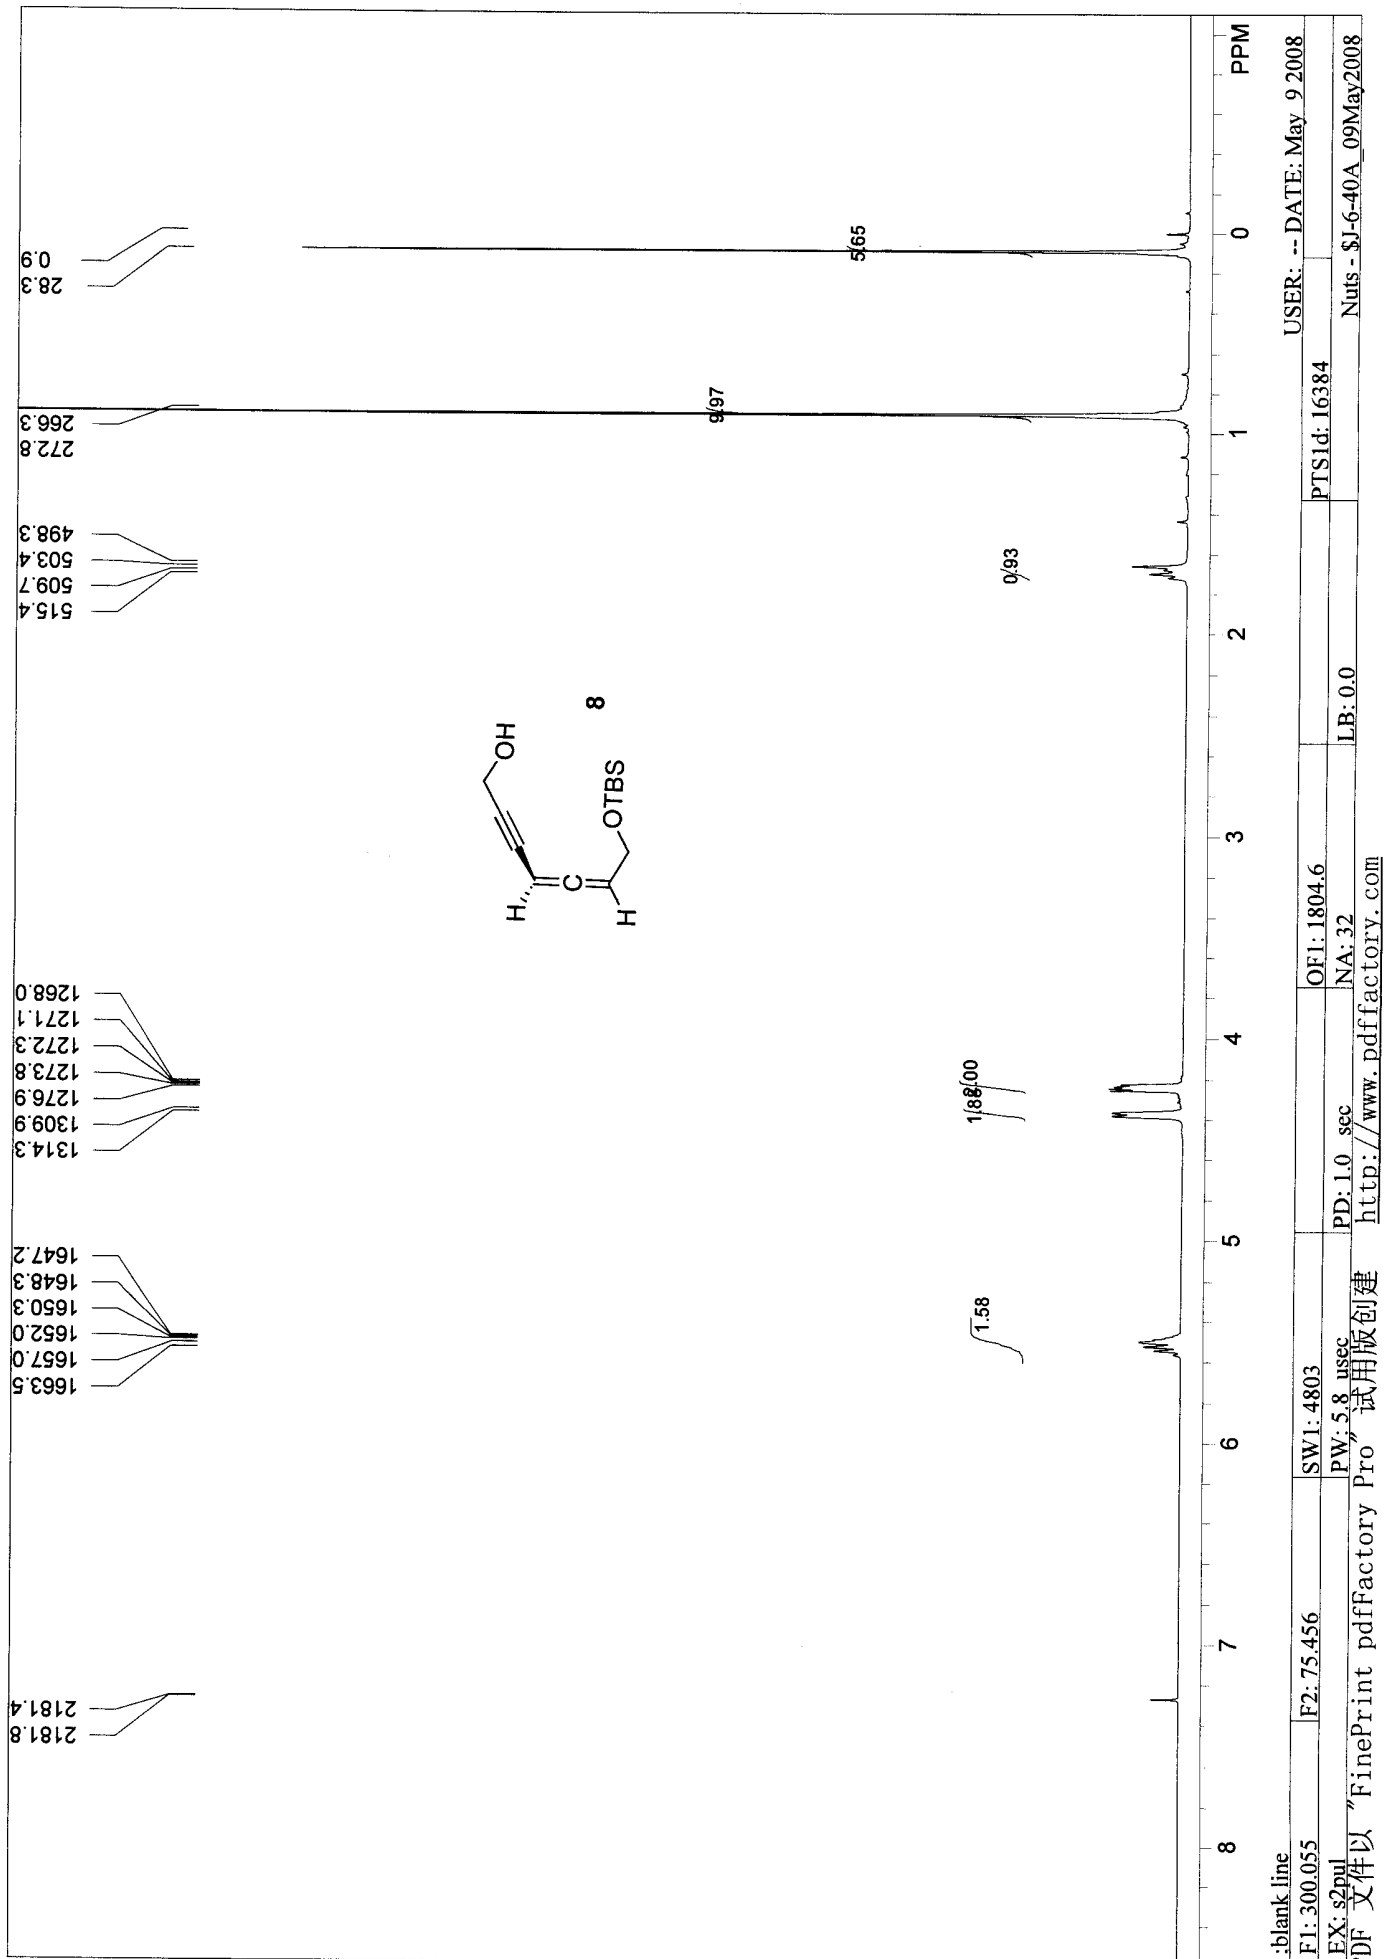 2181.8
2181.4
1663.5
1657.0
1652.0
1650.3
1648.3
1647.2
1314.3
1309.9
1276.9
1273.8
1272.3
1271.1
1268.0
515.4
509.7
503.4
498.3
272.8
266.3
28.3
0.9
H
C
H
OH
OTBS
8
1.58
1.88
2.00
0.93
9.97
5.65
8 7 6 5 4 3 2 1 0 PPM
:blank line
USER: -- DATE: May 9 2008
F1: 300.055 F2: 75.456 SW1: 4803 OF1: 1804.6 PTS1d: 16384
EX: s2pul PW: 5.8 usec PD: 1.0 sec NA: 32 LB: 0.0 Nuts - $J-6-40A_09May2008
PDF 文件以 "FinePrint pdfFactory Pro" 试用版创建 http://www.pdffactory.com